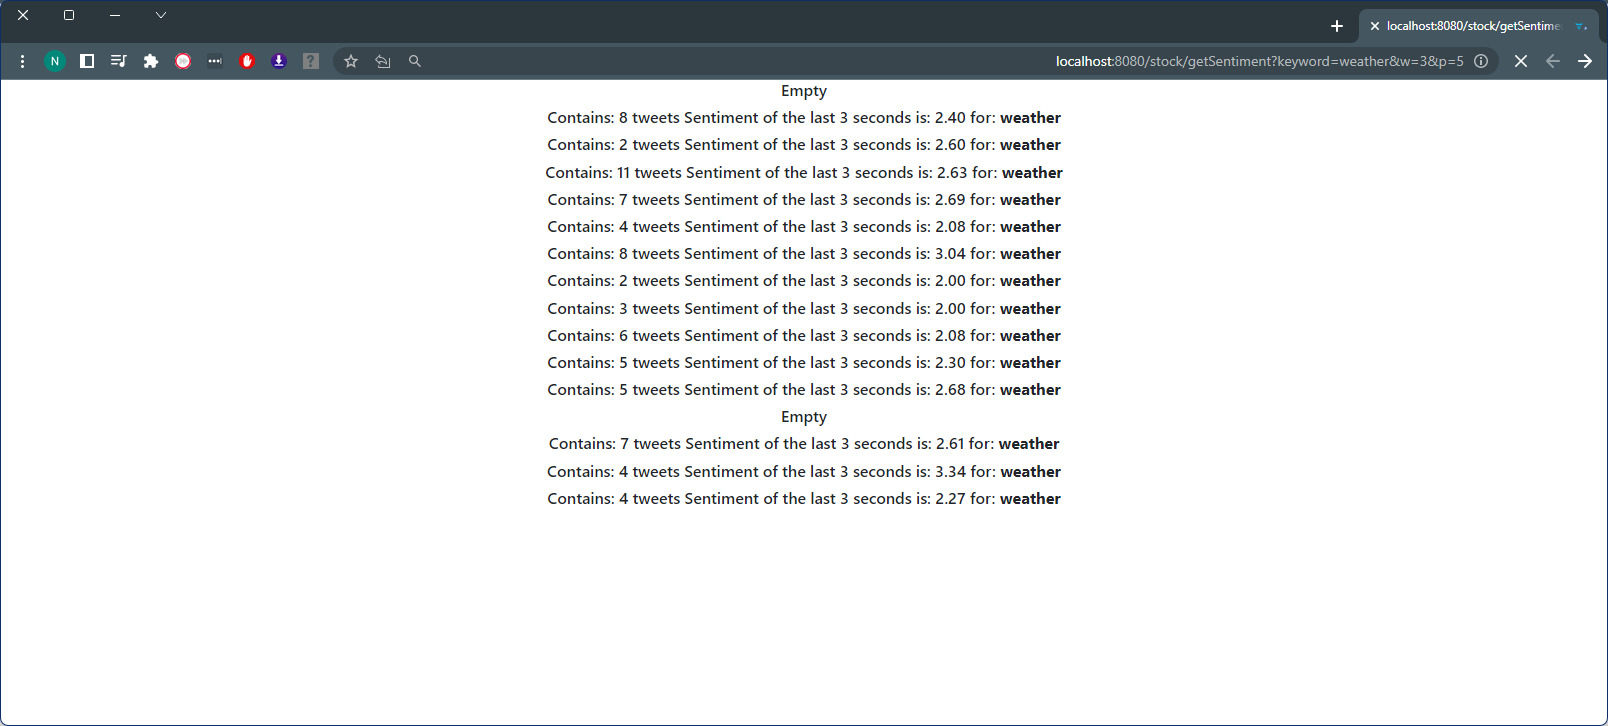 localhost:8080/stock/getSentime
N
localhost:8080/stock/getSentiment?keyword=weather&w=3&p=5
Empty
Contains: 8 tweets Sentiment of the last 3 seconds is: 2.40 for: weather
Contains: 2 tweets Sentiment of the last 3 seconds is: 2.60 for: weather
Contains: 11 tweets Sentiment of the last 3 seconds is: 2.63 for: weather
Contains: 7 tweets Sentiment of the last 3 seconds is: 2.69 for: weather
Contains: 4 tweets Sentiment of the last 3 seconds is: 2.08 for: weather
Contains: 8 tweets Sentiment of the last 3 seconds is: 3.04 for: weather
Contains: 2 tweets Sentiment of the last 3 seconds is: 2.00 for: weather
Contains: 3 tweets Sentiment of the last 3 seconds is: 2.00 for: weather
Contains: 6 tweets Sentiment of the last 3 seconds is: 2.08 for: weather
Contains: 5 tweets Sentiment of the last 3 seconds is: 2.30 for: weather
Contains: 5 tweets Sentiment of the last 3 seconds is: 2.68 for: weather
Empty
Contains: 7 tweets Sentiment of the last 3 seconds is: 2.61 for: weather
Contains: 4 tweets Sentiment of the last 3 seconds is: 3.34 for: weather
Contains: 4 tweets Sentiment of the last 3 seconds is: 2.27 for: weather